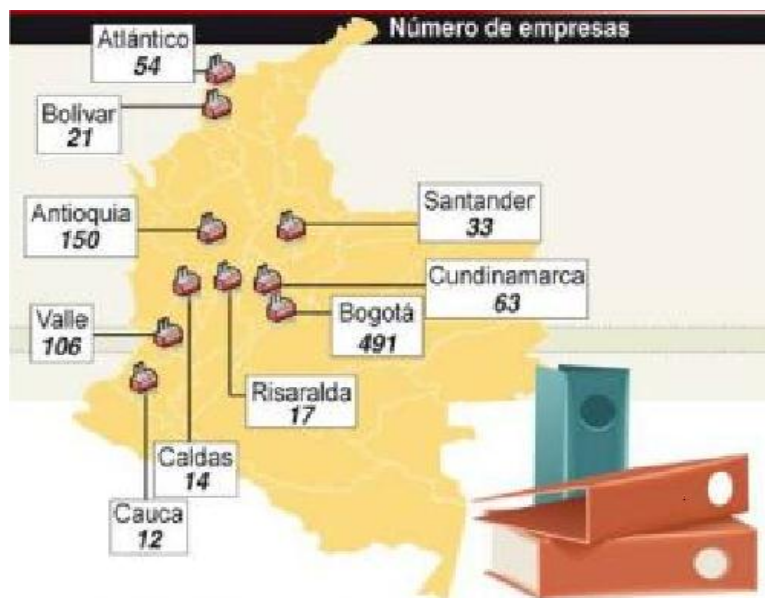 Número de empresas
Atlántico
54
Bolívar
21
Antioquia
150
Santander
33
Cundinamarca
63
Bogotá
491
Valle
106
Risaralda
17
Caldas
14
Cauca
12